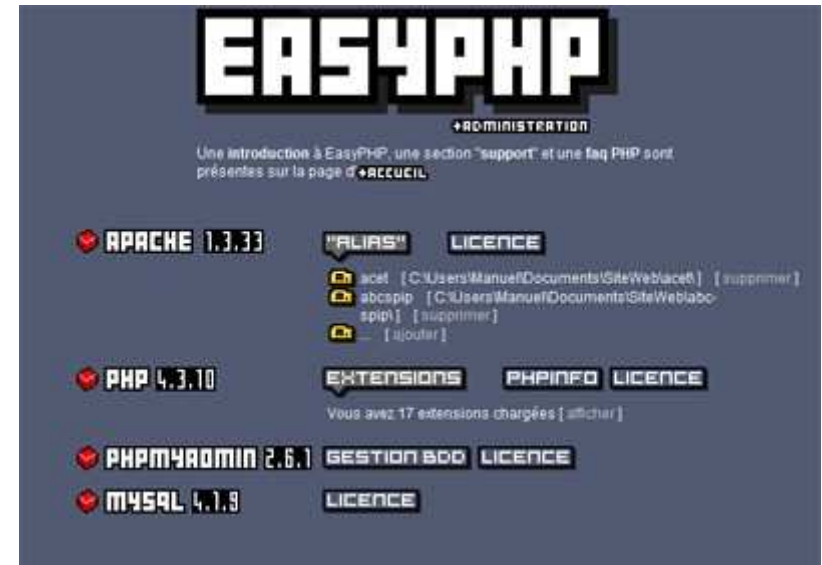 EASYPHP
+ADMINISTRATION
Une introduction à EasyPHP, une section "support" et une faq PHP sont
présentes sur la page d'+ACCUEIL
APACHE 1.3.33 "ALIAS" LICENCE
acet [C:\Users\Manuel\Documents\SiteWeb\acet\] [supprimer]
abcspip [C:\Users\Manuel\Documents\SiteWeb\abc-
spip\] [supprimer]
... [ajouter]
PHP 4.3.10 EXTENSIONS PHPINFO LICENCE
Vous avez 17 extensions chargées [afficher]
PHPMYADMIN 2.6.1 GESTION BDD LICENCE
MYSQL 4.1.9 LICENCE